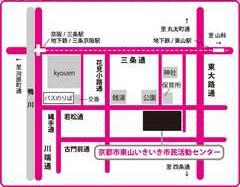 京阪/三条駅
地下鉄/三条京阪駅
至 丸太町通
地下鉄/東山駅
至 山科
三条通
至 河原町通
鴨川
kyouen
花見小路通
神社
保育所
東大路通
バスのりば
交番
銭湯
公園
縄手通
若松通
川端通
古門前通
京都市東山いきいき市民活動センター
至 四条通